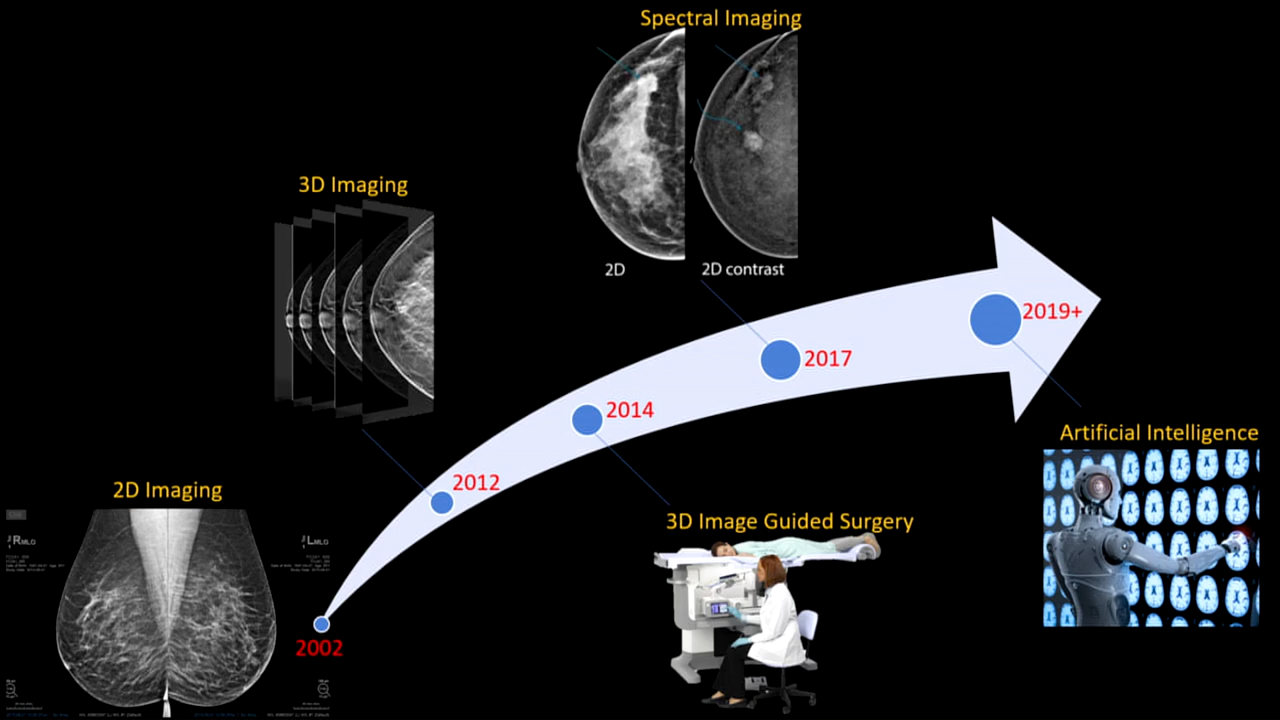 Spectral Imaging
3D Imaging
2D
2D contrast
2019+
2017
2014
Artificial Intelligence
2012
2D Imaging
3D Image Guided Surgery
RMLO
LMLO
2002